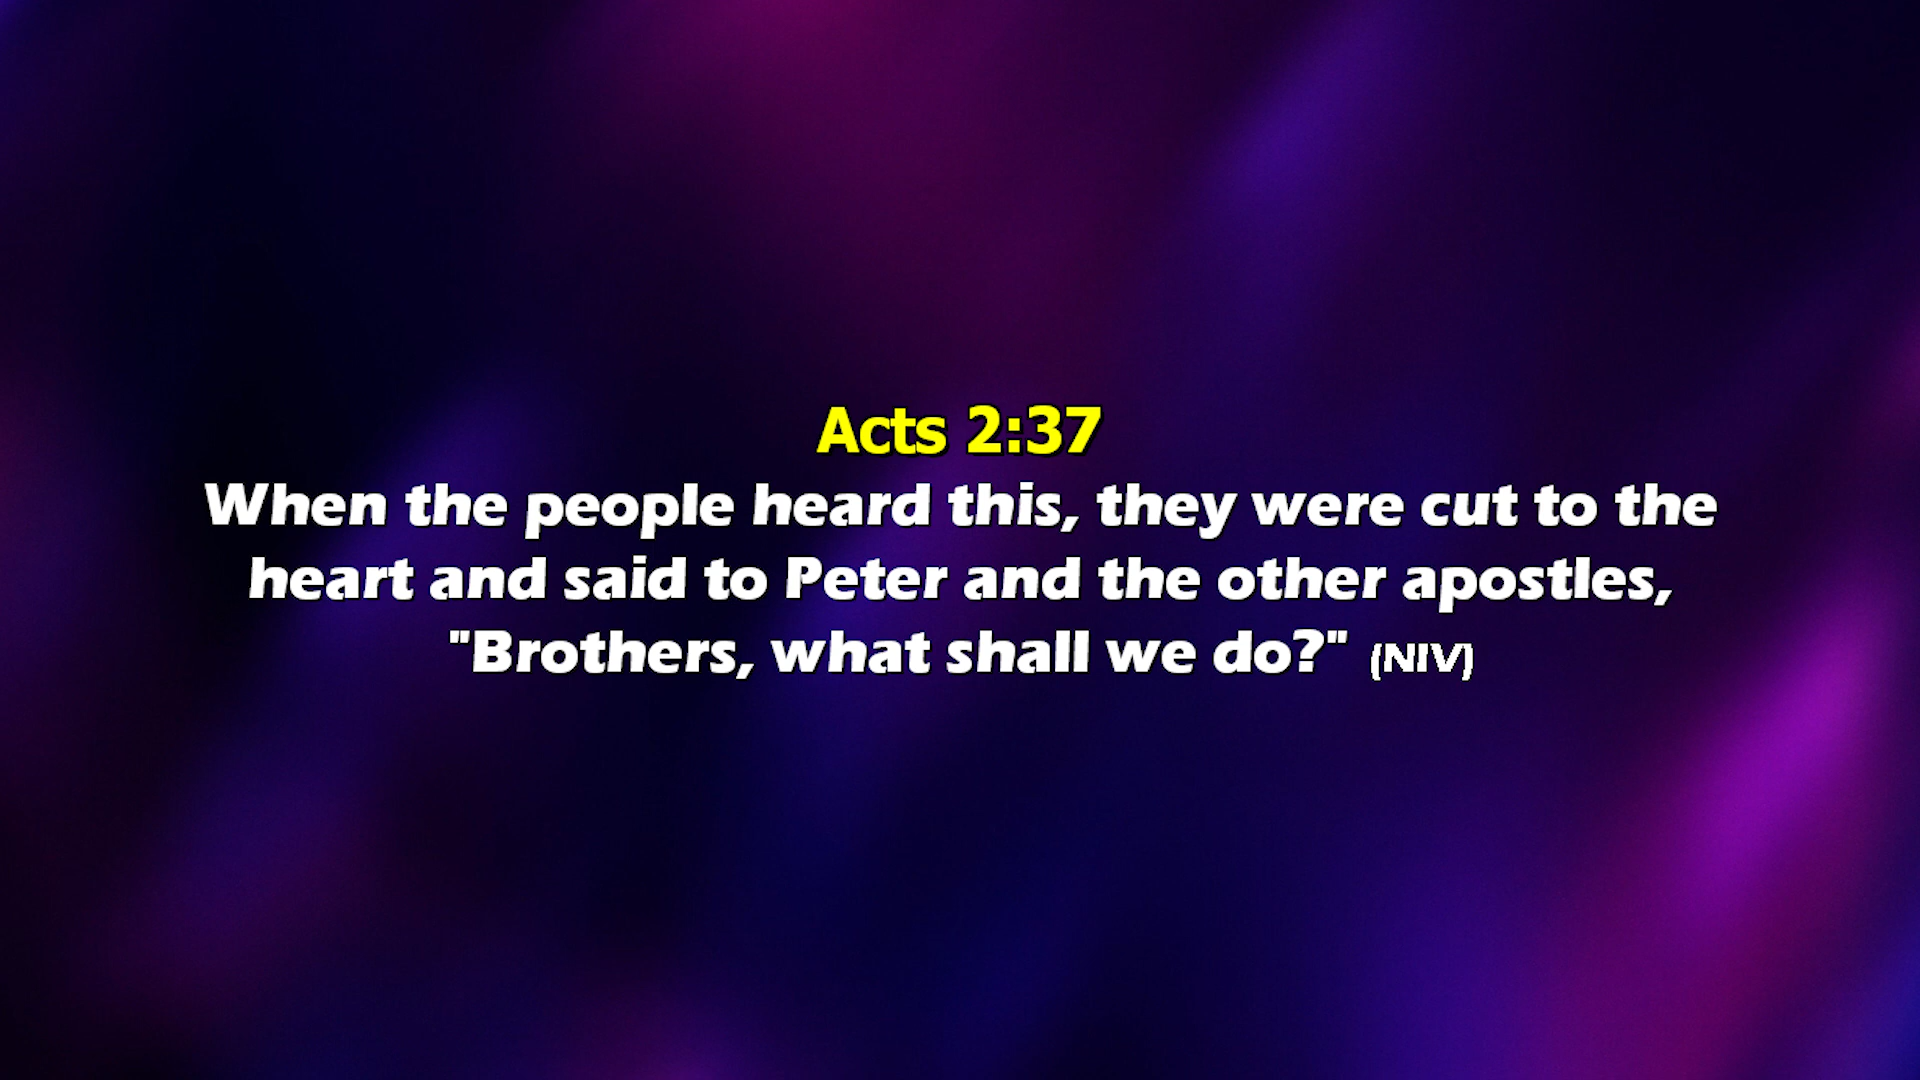 Acts 2:37
When the people heard this, they were cut to the
heart and said to Peter and the other apostles,
"Brothers, what shall we do?" (NIV)